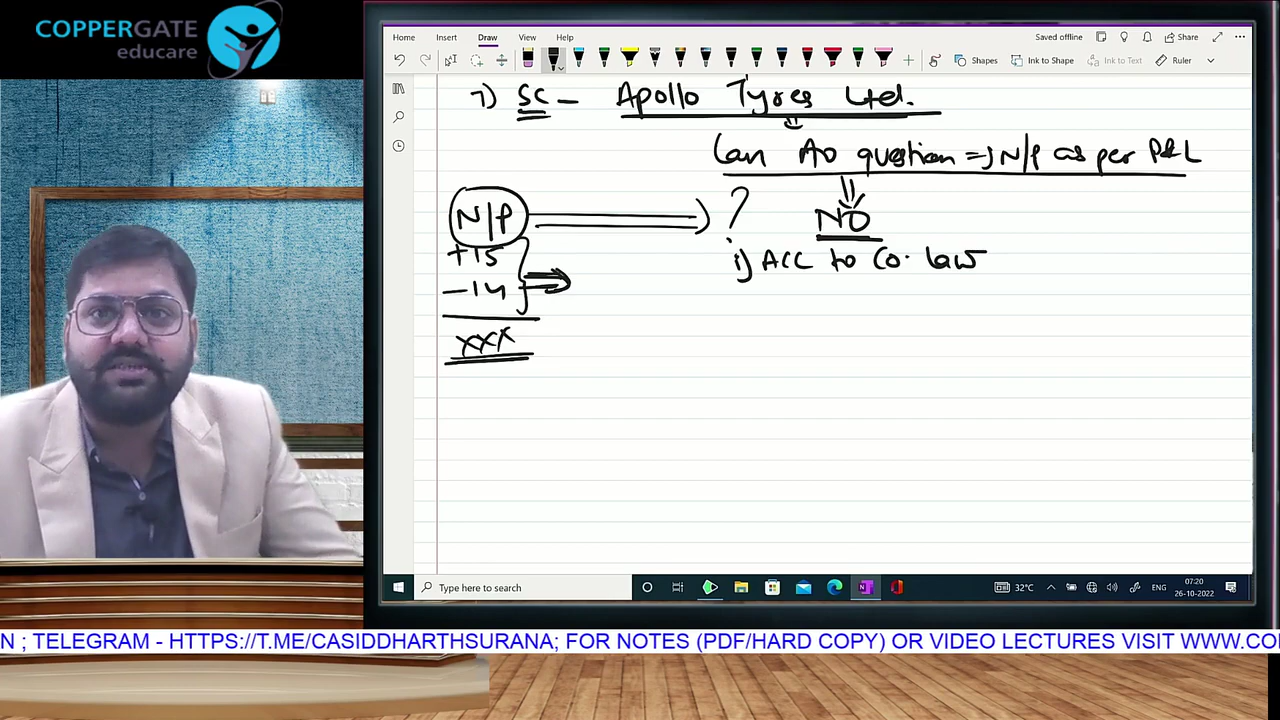 COPPERGATE
educare
Home Insert Draw View Help
Saved offline
Share
Shapes
Ink to Shape
Ink to Text
Ruler
7) SC - Apollo Tyres Ltd.
Can AO question => N/P as per P&L
?
NO
N/P
+15
-14
XXX
i) ACC to Co. law
Type here to search
32°C
ENG
07:20
26-10-2022
N ; TELEGRAM - HTTPS://T.ME/CASIDDHARTHSURANA; FOR NOTES (PDF/HARD COPY) OR VIDEO LECTURES VISIT WWW.CO